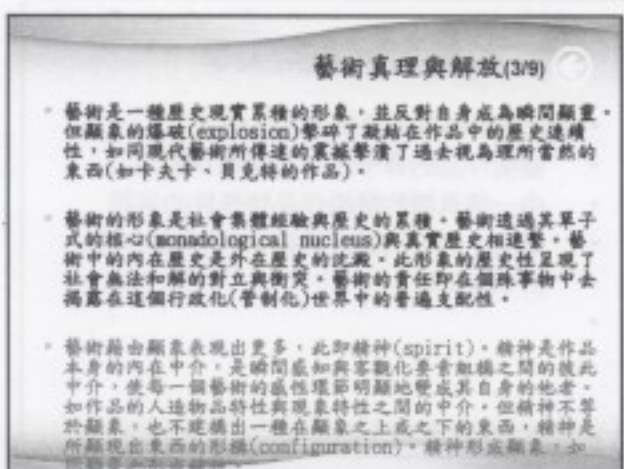 藝術真理與解放(3/9)
藝術是一種歷史現實累積的形象，並反對自身成為瞬間顯靈。
但顯象的爆破(explosion)擊碎了凝結在作品中的歷史連續
性，如同現代藝術所傳達的震撼擊潰了過去視為理所當然的
東西(如卡夫卡、貝克特的作品)。
藝術的形象是社會集體經驗與歷史的累積。藝術透過其單子
式的核心(monadological nucleus)與真實歷史相連繫。藝
術中的內在歷史是外在歷史的沈澱。此形象的歷史性呈現了
社會無法和解的對立與衝突。藝術的責任即在個殊事物中去
揭露在這個行政化(管制化)世界中的普遍支配性。
藝術藉由顯象表現出更多，此即精神(spirit)。精神是作品
本身的內在中介，是瞬間感知與客觀化要素組構之間的彼此
中介，使每一個藝術的感性環節明顯地變成其自身的他者。
如作品的人造物品特性與現象特性之間的中介。但精神不等
於顯象，也不建構出一種在顯象之上或之下的東西，精神是
所顯現出東西的形構(configuration)。精神形成顯象，如